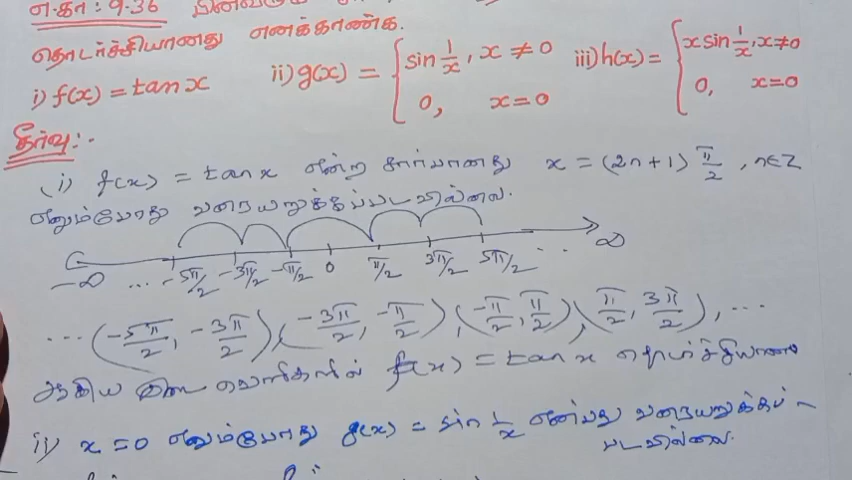 எ.கா : 9.36 பின்வரும்
தொடர்ச்சியானது எனக்காண்க.
i) f(x) = tan x ii) g(x) = { sin 1/x, x ≠ 0 iii) h(x) = { x sin 1/x, x ≠ 0
0, x = 0 0, x = 0
தீர்வு:-
(i) f(x) = tan x என்ற சார்பானது x = (2n+1) π/2, n∈Z
எனும்போது வரையறுக்கப்படவில்லை.
-∞ ... -5π/2 -3π/2 -π/2 0 π/2 3π/2 5π/2 ... ∞
... (-5π/2, -3π/2), (-3π/2, -π/2), (-π/2, π/2), (π/2, 3π/2), ...
ஆகிய இடைவெளிகளில் f(x) = tan x
ii) x = 0 எனும்போது g(x) = sin 1/x என்பது வரையறுக்கப்-
படவில்லை.